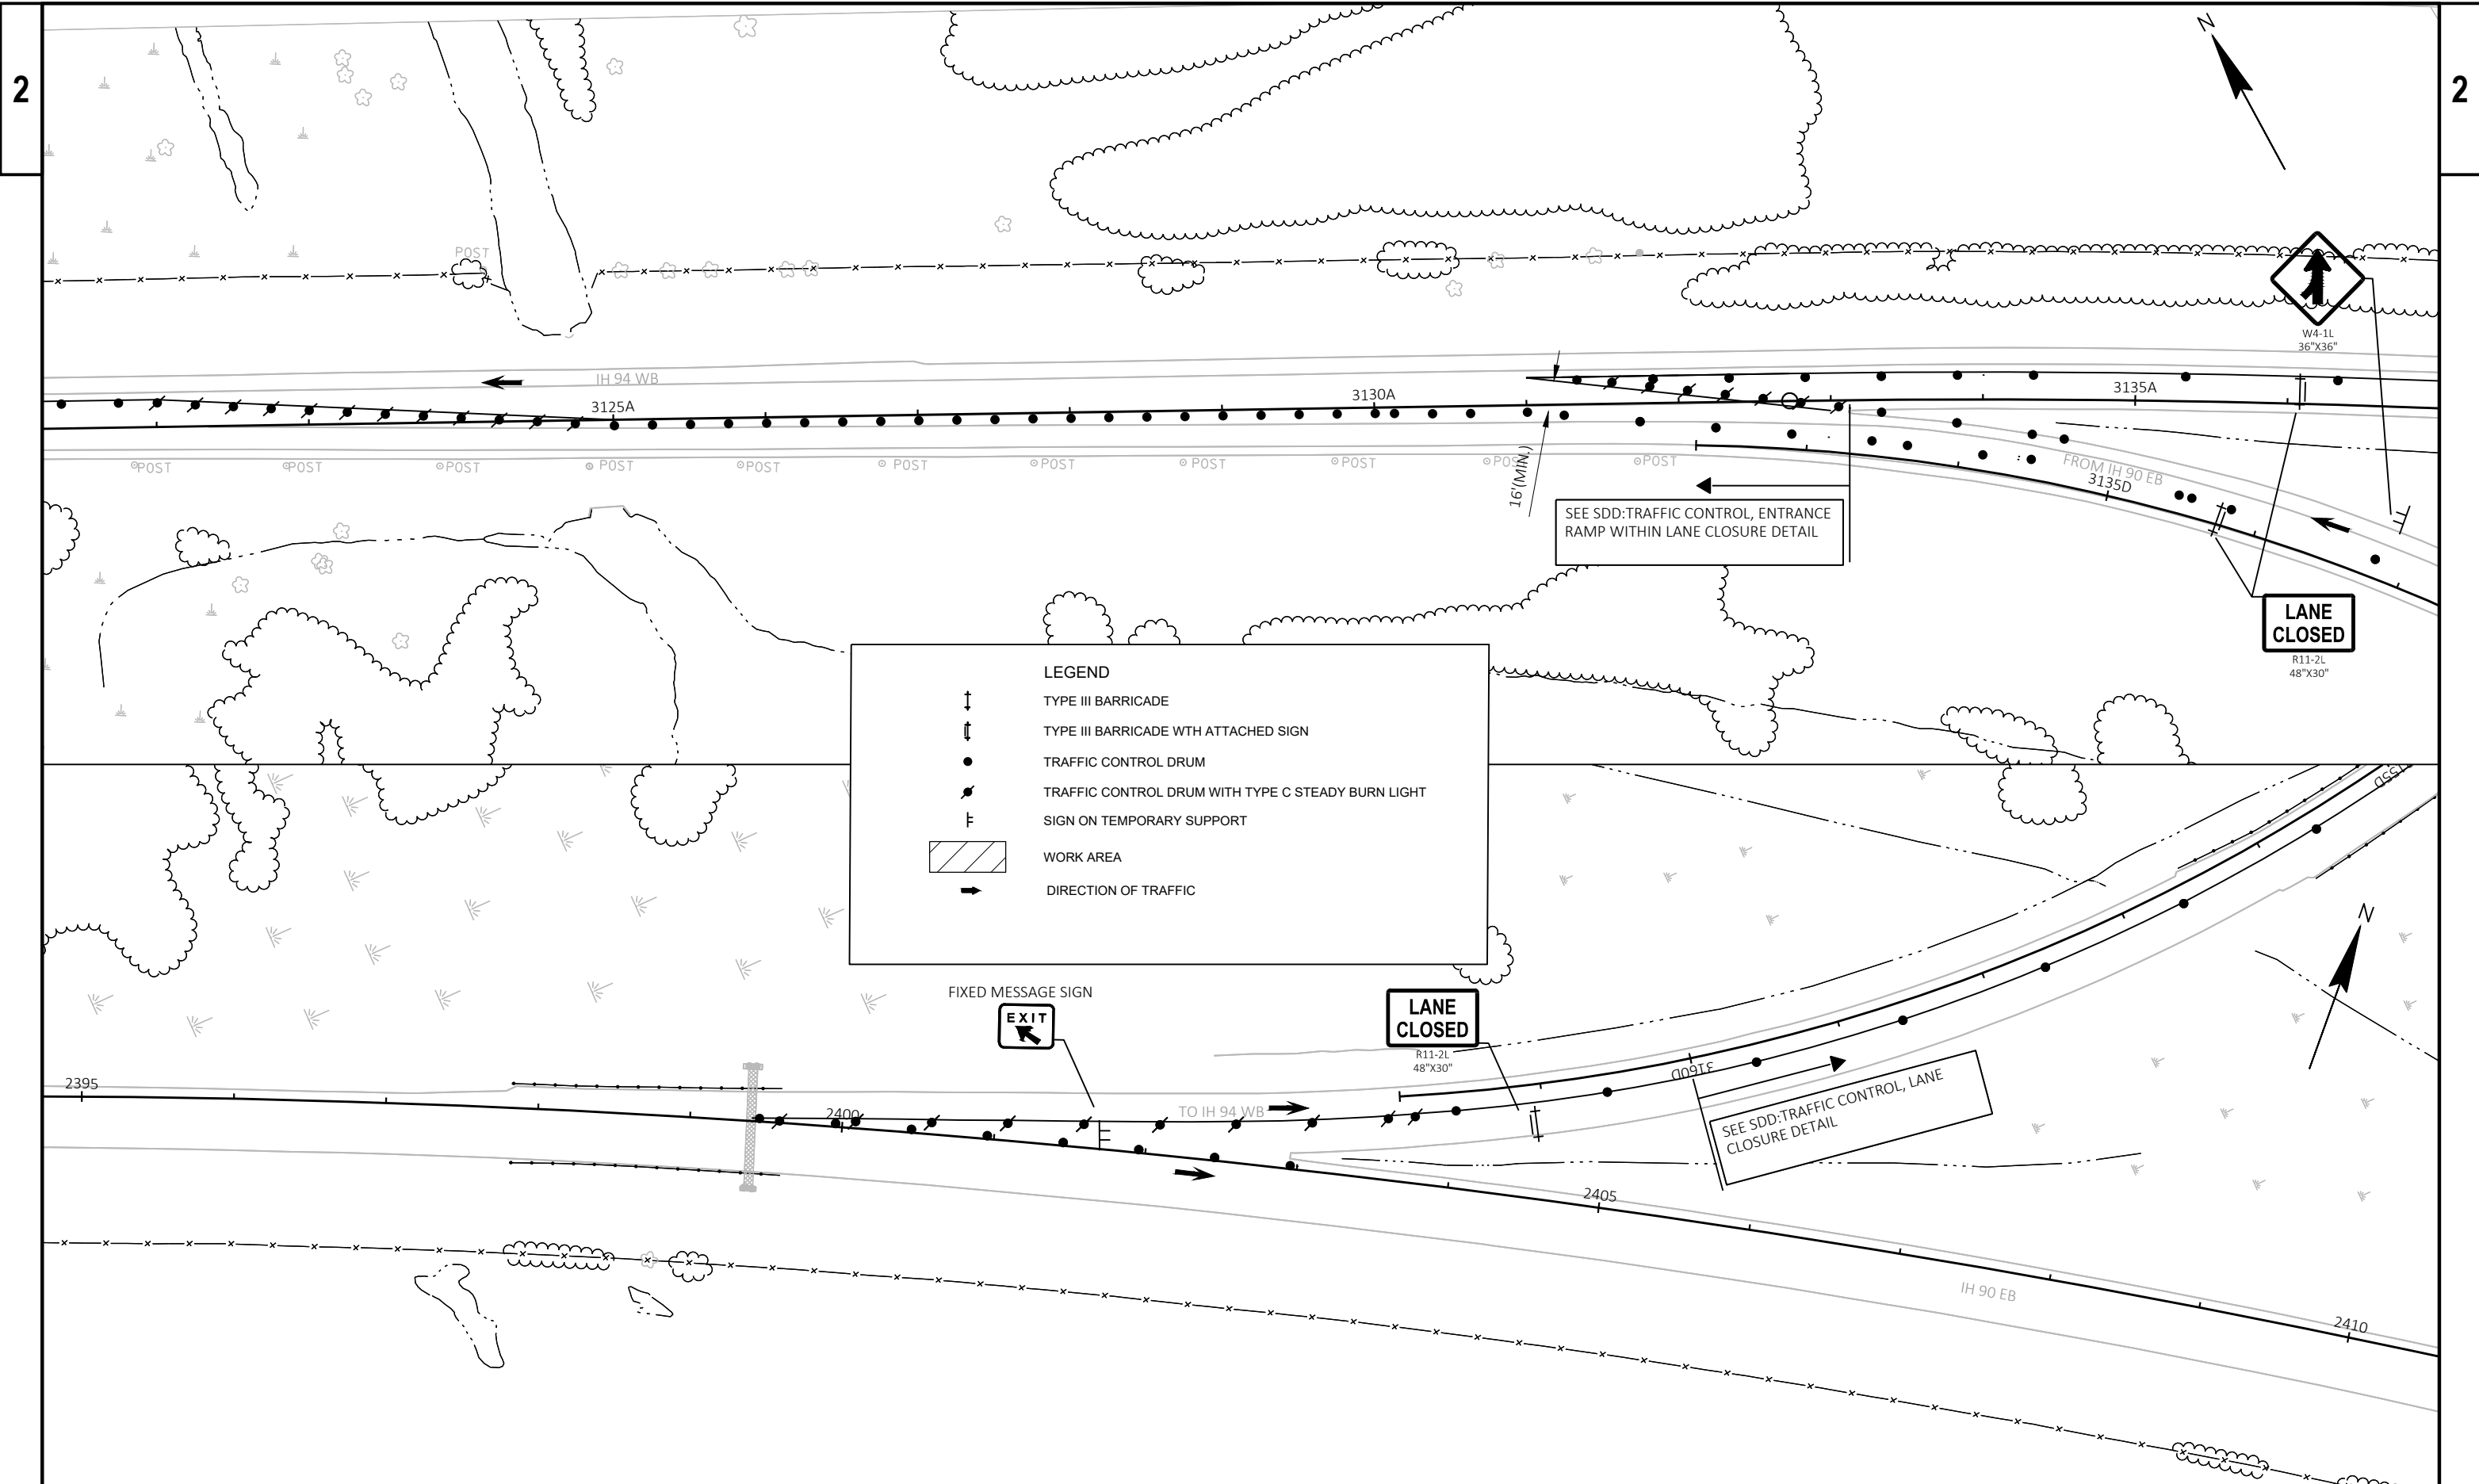 2
2
N
POST
W4-1L
36"X36"
IH 94 WB
3125A
3130A
3135A
POST
POST
POST
POST
POST
POST
POST
POST
POST
POST
POST
16'(MIN.)
FROM IH 90 EB
3135D
SEE SDD:TRAFFIC CONTROL, ENTRANCE
RAMP WITHIN LANE CLOSURE DETAIL
LANE
CLOSED
R11-2L
48"X30"
LEGEND
TYPE III BARRICADE
TYPE III BARRICADE WTH ATTACHED SIGN
TRAFFIC CONTROL DRUM
TRAFFIC CONTROL DRUM WITH TYPE C STEADY BURN LIGHT
SIGN ON TEMPORARY SUPPORT
WORK AREA
DIRECTION OF TRAFFIC
N
FIXED MESSAGE SIGN
EXIT
LANE
CLOSED
R11-2L
48"X30"
2395
2400
TO IH 94 WB
3160D
SEE SDD:TRAFFIC CONTROL, LANE
CLOSURE DETAIL
2405
IH 90 EB
2410